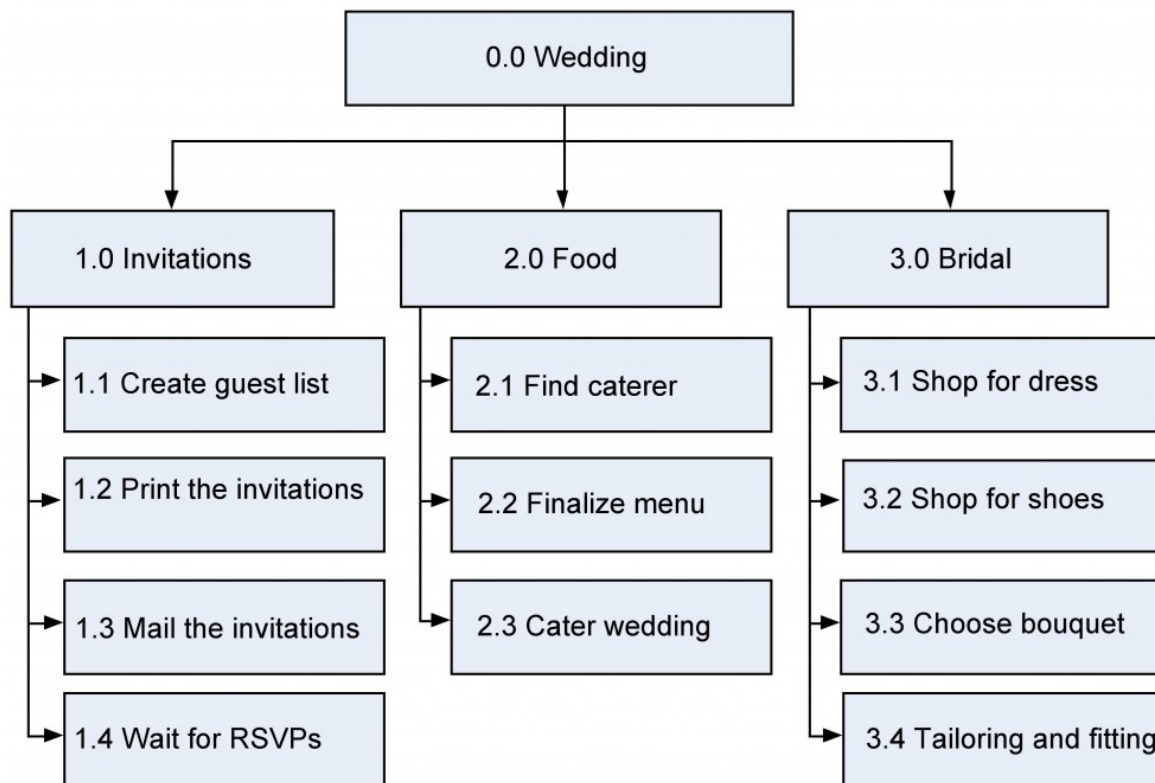 0.0 Wedding
1.0 Invitations
1.1 Create guest list
1.2 Print the invitations
1.3 Mail the invitations
1.4 Wait for RSVPs
2.0 Food
2.1 Find caterer
2.2 Finalize menu
2.3 Cater wedding
3.0 Bridal
3.1 Shop for dress
3.2 Shop for shoes
3.3 Choose bouquet
3.4 Tailoring and fitting